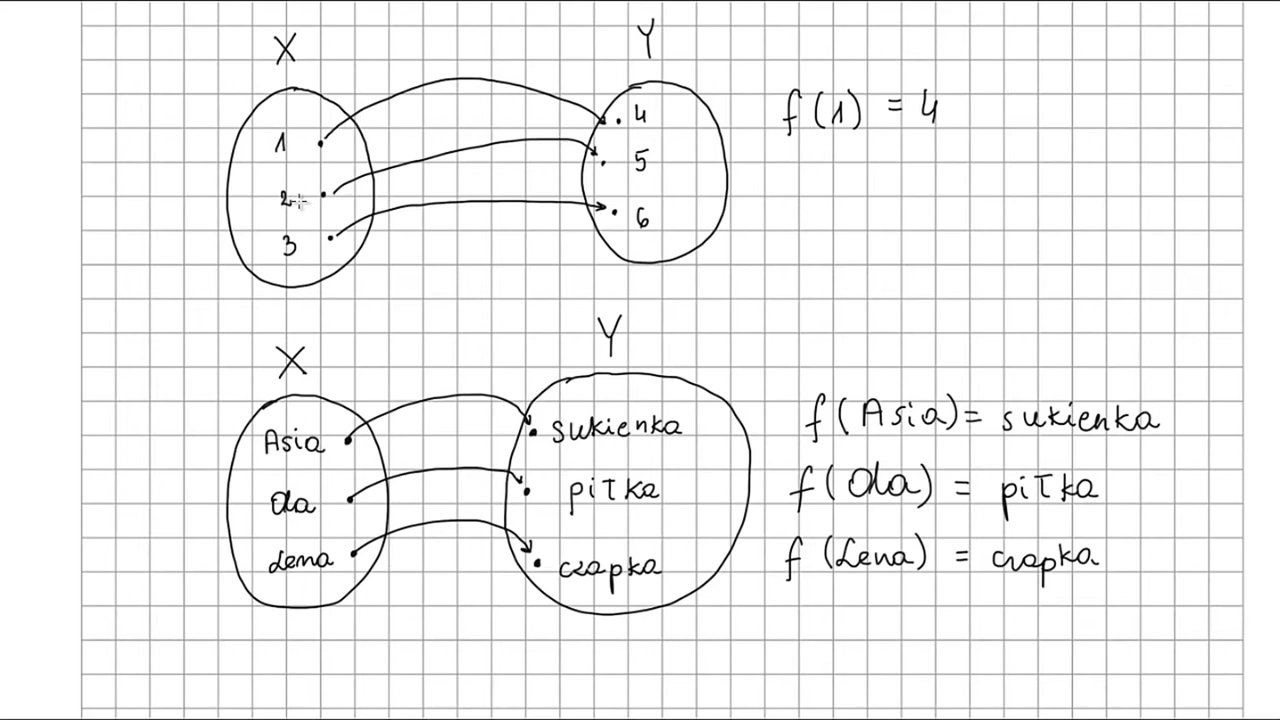 X Y
1 4 f(1) = 4
2 5
3 6
X Y
Asia sukienka f(Asia) = sukienka
Ola piłka f(Ola) = piłka
Lena czapka f(Lena) = czapka